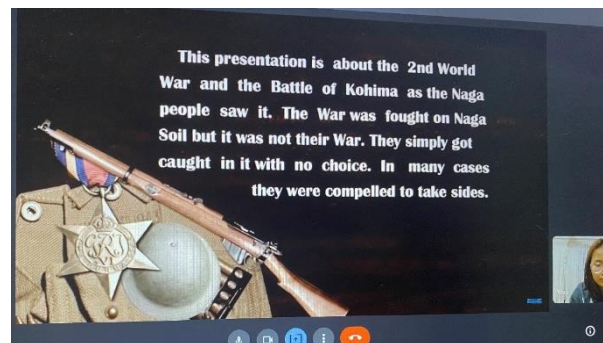 This presentation is about the 2nd World
War and the Battle of Kohima as the Naga
people saw it. The War was fought on Naga
Soil but it was not their War. They simply got
caught in it with no choice. In many cases
they were compelled to take sides.